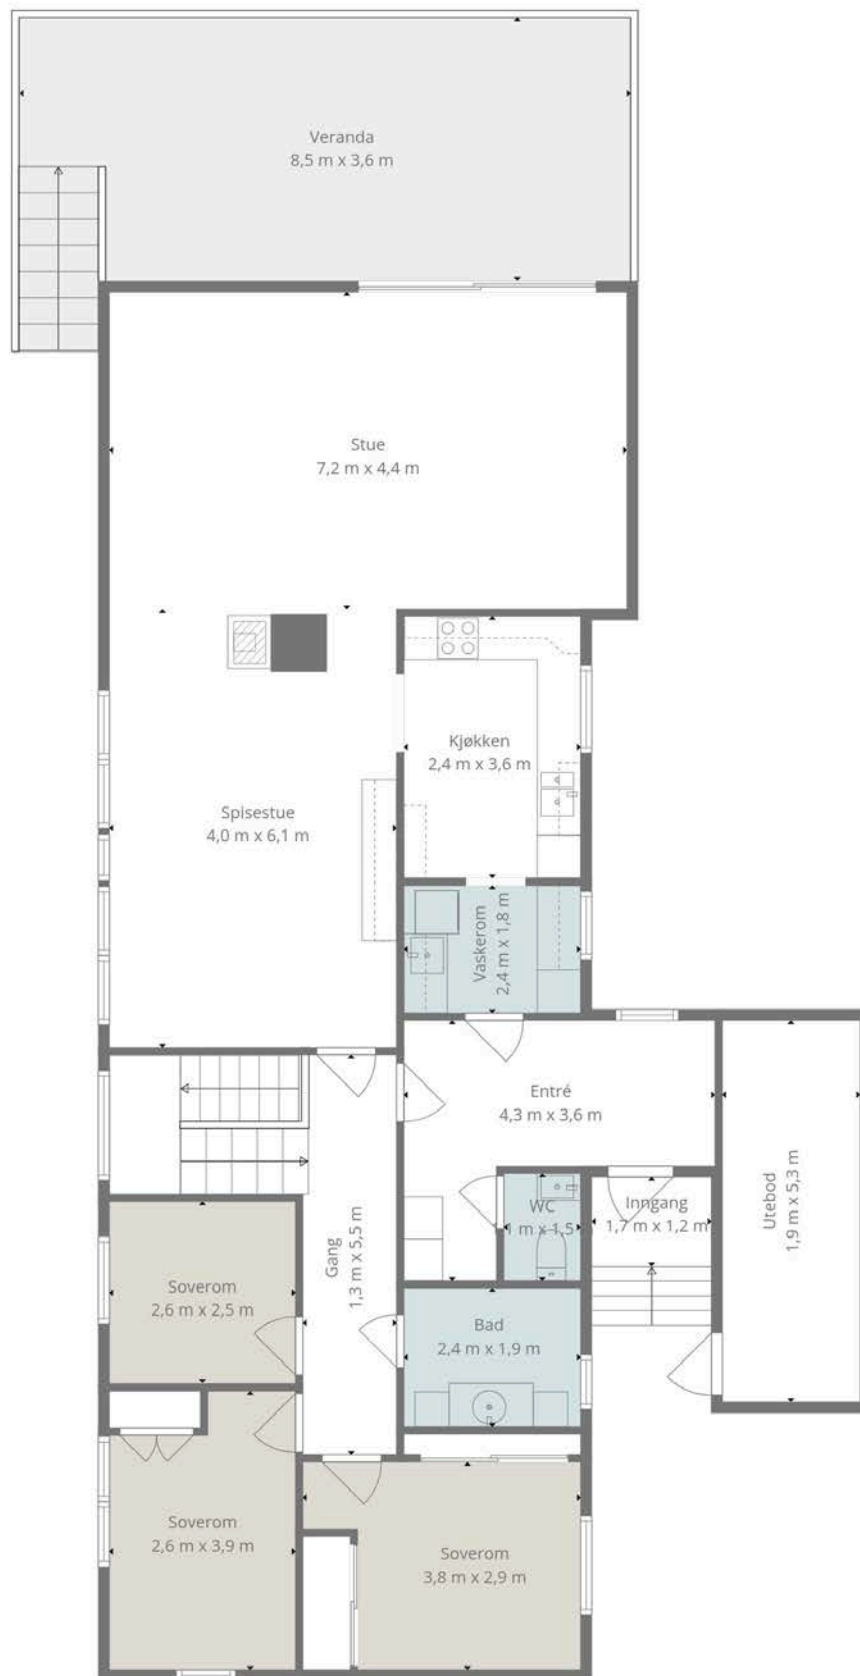 Veranda
8,5 m x 3,6 m
Stue
7,2 m x 4,4 m
Kjøkken
2,4 m x 3,6 m
Spisestue
4,0 m x 6,1 m
Vaskerom
2,4 m x 1,8 m
Entré
4,3 m x 3,6 m
Utebod
1,9 m x 5,3 m
WC
1 m x 1,5
Inngang
1,7 m x 1,2 m
Gang
1,3 m x 5,5 m
Soverom
2,6 m x 2,5 m
Bad
2,4 m x 1,9 m
Soverom
2,6 m x 3,9 m
Soverom
3,8 m x 2,9 m